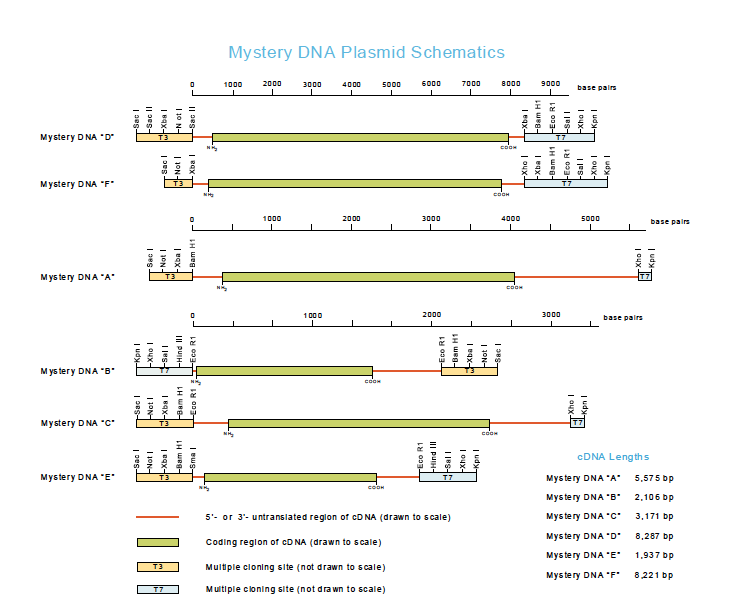 Mystery DNA Plasmid Schematics
0 1000 2000 3000 4000 5000 6000 7000 8000 9000 base pairs
Sac I Sac II Xba I Not I Sac II Xba I Bam H1 Eco R1 Sal I Xho I Kpn I
Mystery DNA "D" T3 T7
NH2 COOH
Sac I Not I Xba I Xho I Xba I Bam H1 Eco R1 Sal I Xho I Kpn I
Mystery DNA "F" T3 T7
NH2 COOH
0 1000 2000 3000 4000 5000 base pairs
Sac I Not I Xba I Bam H1 Xho I Kpn I
Mystery DNA "A" T3 T7
NH2 COOH
0 1000 2000 3000 base pairs
Kpn I Xho I Sal I Hind III Eco R1 Eco R1 Bam H1 Xba I Not I Sac I
Mystery DNA "B" T7 T3
NH2 COOH
Sac I Not I Xba I Bam H1 Eco R1 Xho I Kpn I
Mystery DNA "C" T3 T7
NH2 COOH
Sac I Not I Xba I Bam H1 Sma I Eco R1 Hind III Sal I Xho I Kpn I
Mystery DNA "E" T3 T7
NH2 COOH
5'- or 3'- untranslated region of cDNA (drawn to scale)
Coding region of cDNA (drawn to scale)
T3 Multiple cloning site (not drawn to scale)
T7 Multiple cloning site (not drawn to scale)
cDNA Lengths
Mystery DNA "A" 5,575 bp
Mystery DNA "B" 2,106 bp
Mystery DNA "C" 3,171 bp
Mystery DNA "D" 8,287 bp
Mystery DNA "E" 1,937 bp
Mystery DNA "F" 8,221 bp